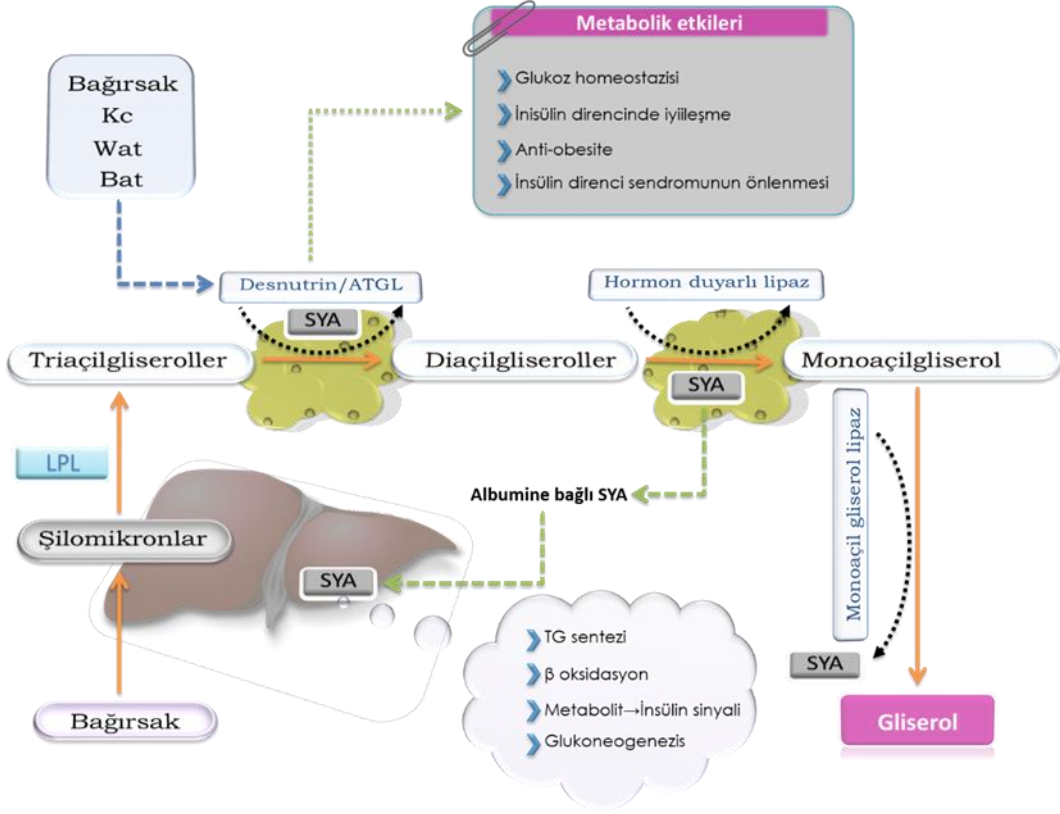 Metabolik etkileri
Glukoz homeostazisi
İnisülin direncinde iyiileşme
Anti-obesite
İnsülin direnci sendromunun önlenmesi
Bağırsak
Kc
Wat
Bat
Desnutrin/ATGL
SYA
Hormon duyarlı lipaz
Triaçilgliseroller
Diaçilgliseroller
SYA
Monoaçilgliserol
LPL
Albumine bağlı SYA
Monoaçil gliserol lipaz
Şilomikronlar
SYA
TG sentezi
β oksidasyon
Metabolit→İnsülin sinyali
Glukoneogenezis
SYA
Bağırsak
Gliserol